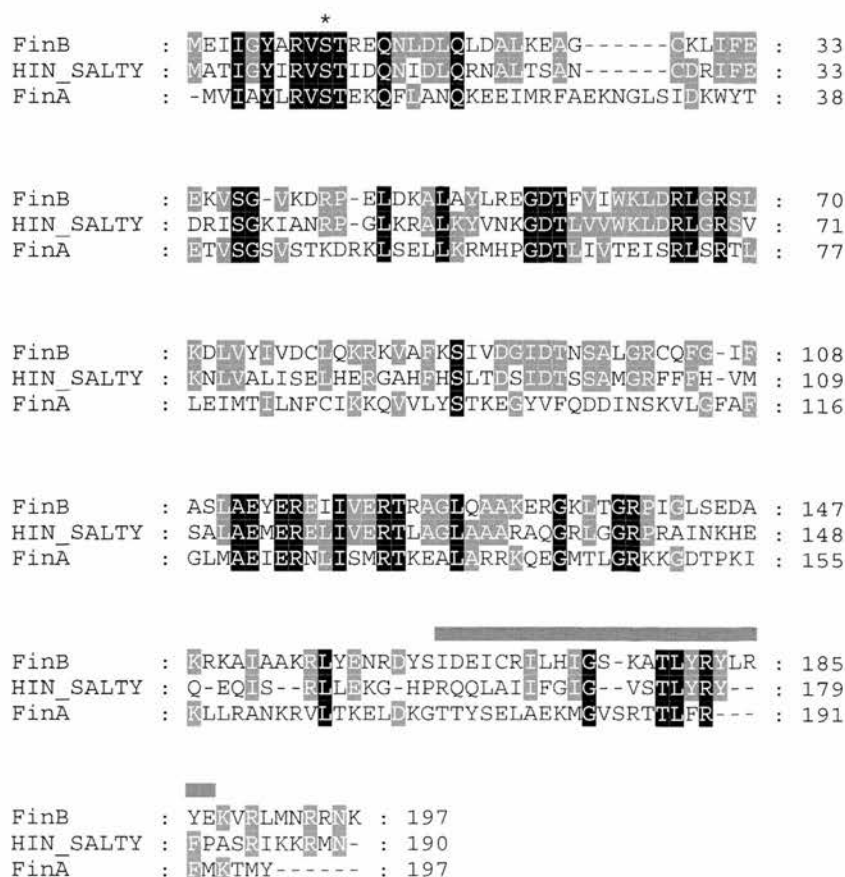 *
FinB : MEIIGYARVSTREQNLDLQLDALKEAG------CKLIFE : 33
HIN_SALTY : MATIGYIRVSTIDQNIDLQRNALTSAN------CDRIFE : 33
FinA : -MVIAYLRVSTEKQFLANQKEEIMRFAEKNGLSIDKWYT : 38
FinB : EKVSG-VKDRP-ELDKALAYLREGDTFVIWKLDRLGRSL : 70
HIN_SALTY : DRISGKIANRP-GLKRALKYVNKGDTLVVWKLDRLGRSV : 71
FinA : ETVSGSVSTKDRKLSELLKRMHPGDTLIVTEISRLSRTL : 77
FinB : KDLVYIVDCLQKRKVAFKSIVDGIDTNSALGRCQFG-IF : 108
HIN_SALTY : KNLVALISELHERGAHFHSLTDSIDTSSAMGRFFFH-VM : 109
FinA : LEIMTILNFCIKKQVVLYSTKEGYVFQDDINSKVLGFAF : 116
FinB : ASLAEYEREIIVERTRAGLQAAKERGKLTGRPIGLSEDA : 147
HIN_SALTY : SALAEMERELIVERTLAGLAAARAQGRLGGRPRAINKHE : 148
FinA : GLMAEIERNLISMRTKEALARRKQEGMTLGRKKGDTPKI : 155
FinB : KRKAIAAKRLYENRDYSIDEICRILHIGS-KATLYRYLR : 185
HIN_SALTY : Q-EQIS--RLLEKG-HPRQQLAIIFGIG--VSTLYRY-- : 179
FinA : KLLRANKRVLTKELDKGTTYSELAEKMGVSRTTLFR--- : 191
FinB : YEKVRLMNRRNK : 197
HIN_SALTY : FPASRIKKRMN- : 190
FinA : FMKTMY------ : 197